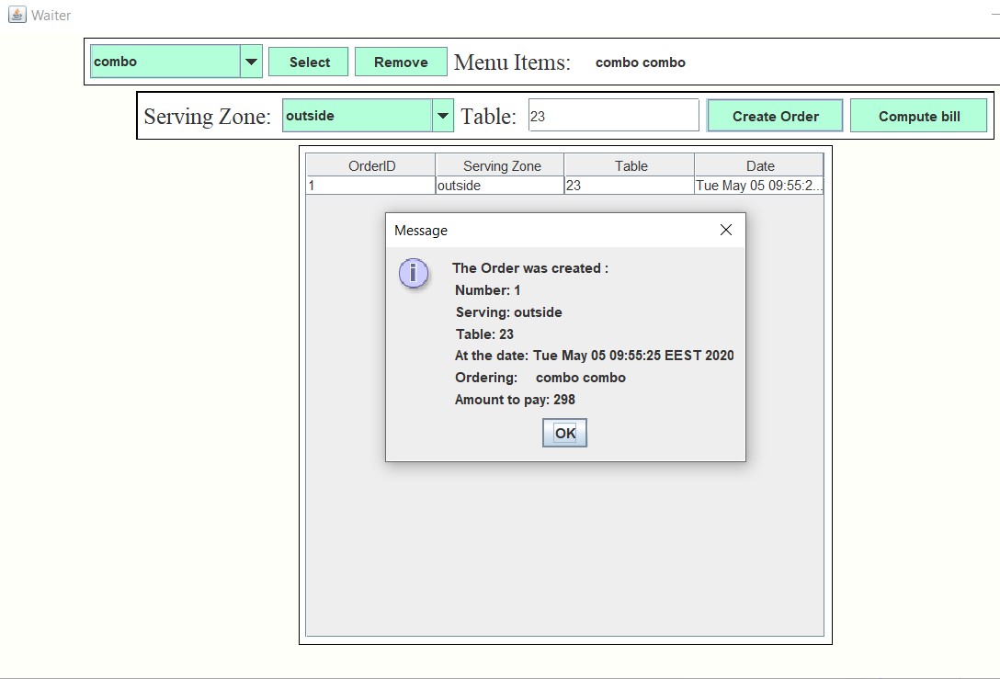 Waiter
combo Select Remove Menu Items: combo combo
Serving Zone: outside Table: 23 Create Order Compute bill
OrderID Serving Zone Table Date
1 outside 23 Tue May 05 09:55:2...
Message
The Order was created :
Number: 1
Serving: outside
Table: 23
At the date: Tue May 05 09:55:25 EEST 2020
Ordering: combo combo
Amount to pay: 298
OK